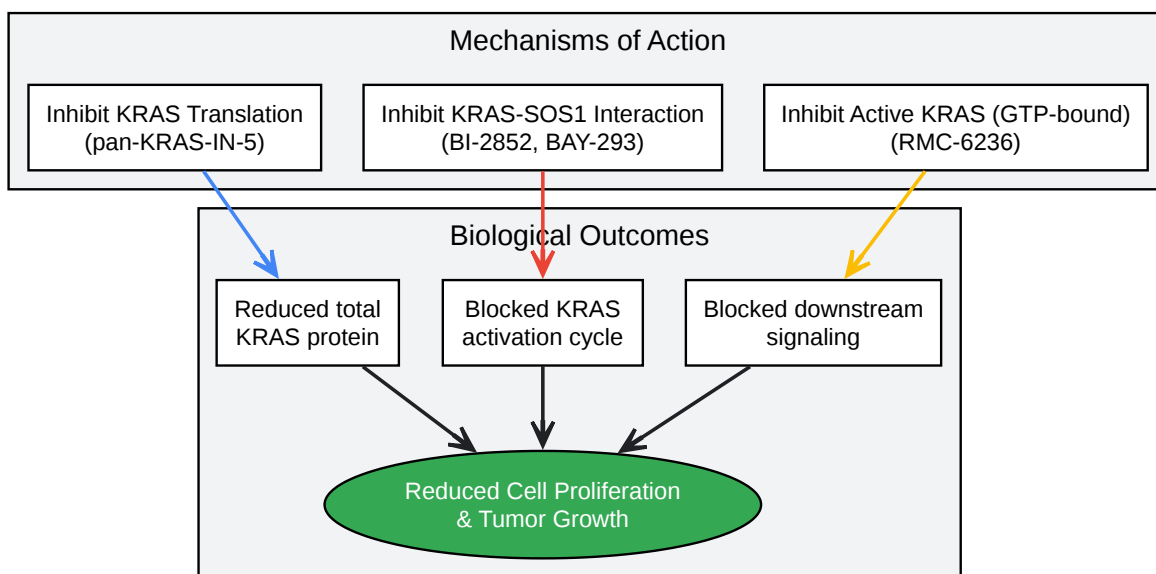 Mechanisms of Action
Inhibit KRAS Translation
(pan-KRAS-IN-5)
Inhibit KRAS-SOS1 Interaction
(BI-2852, BAY-293)
Inhibit Active KRAS (GTP-bound)
(RMC-6236)
Biological Outcomes
Reduced total
KRAS protein
Blocked KRAS
activation cycle
Blocked downstream
signaling
Reduced Cell Proliferation
& Tumor Growth